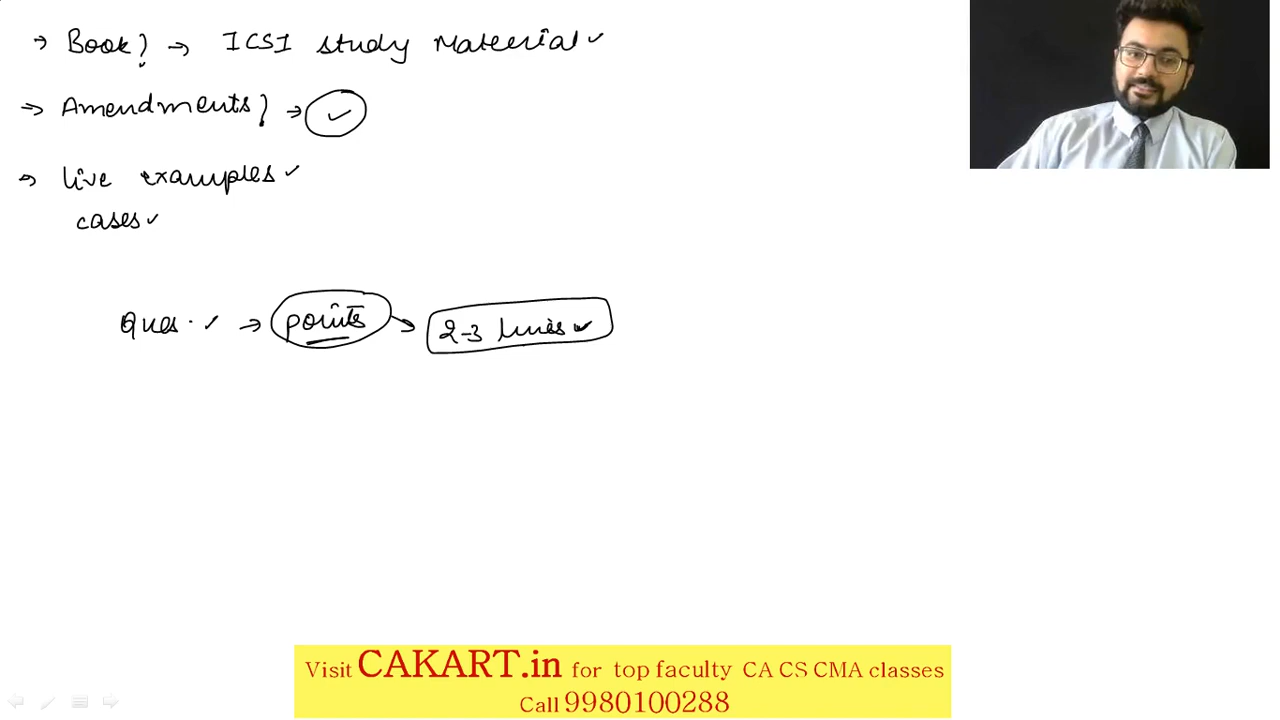 → Book? → ICSI study Material ✓
→ Amendments? → ✓
→ live examples ✓
cases ✓
Ques. ✓ → points → 2-3 lines ✓
Visit CAKART.in for top faculty CA CS CMA classes
Call 9980100288